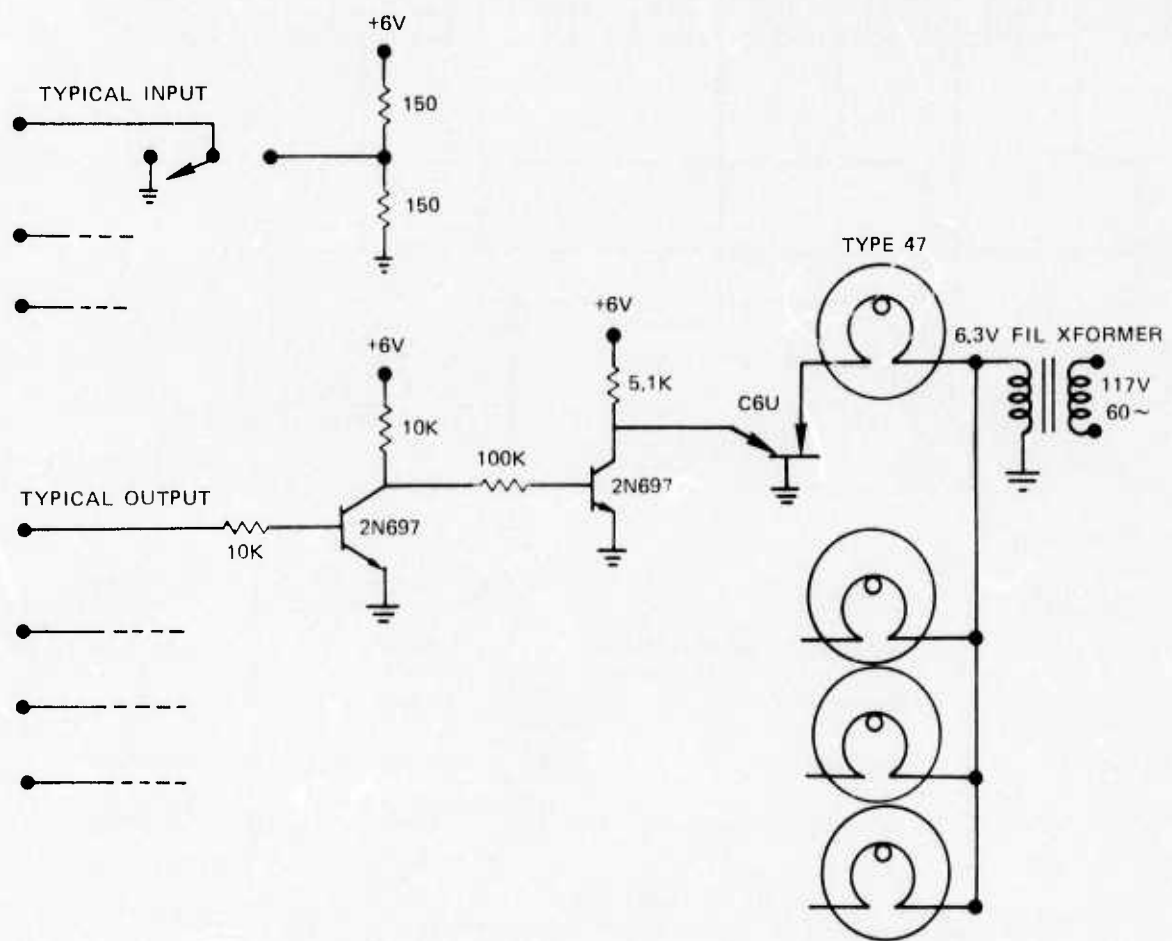 +6V
TYPICAL INPUT
150
150
TYPE 47
+6V
6.3V FIL XFORMER
+6V
5.1K
117V
60~
C6U
10K
100K
2N697
TYPICAL OUTPUT
2N697
10K